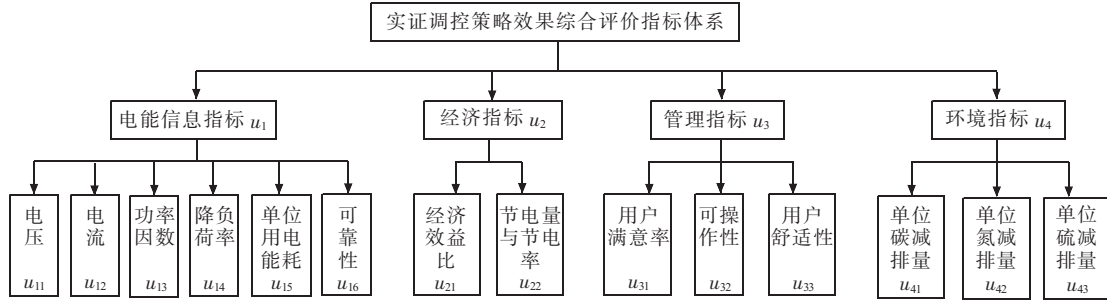 实证调控策略效果综合评价指标体系
电能信息指标 u1
经济指标 u2
管理指标 u3
环境指标 u4
电
压
u11
电
流
u12
功率
因数
u13
降负
荷率
u14
单位
用电
能耗
u15
可
靠
性
u16
经济
效益
比
u21
节电量
与节电
率
u22
用户
满意率
u31
可操
作性
u32
用户
舒适性
u33
单位
碳减
排量
u41
单位
氮减
排量
u42
单位
硫减
排量
u43